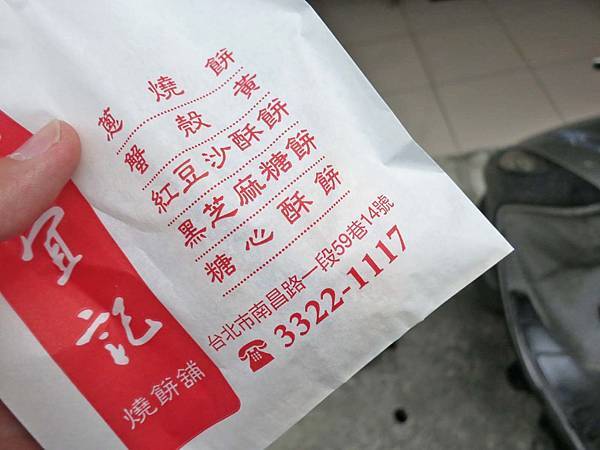 蔥燒餅
蟹殼黃
紅豆沙酥餅
黑芝麻糖餅
糖心酥餅
台北市南昌路一段59巷14號
☎3322-1117
宜記
燒餅舖